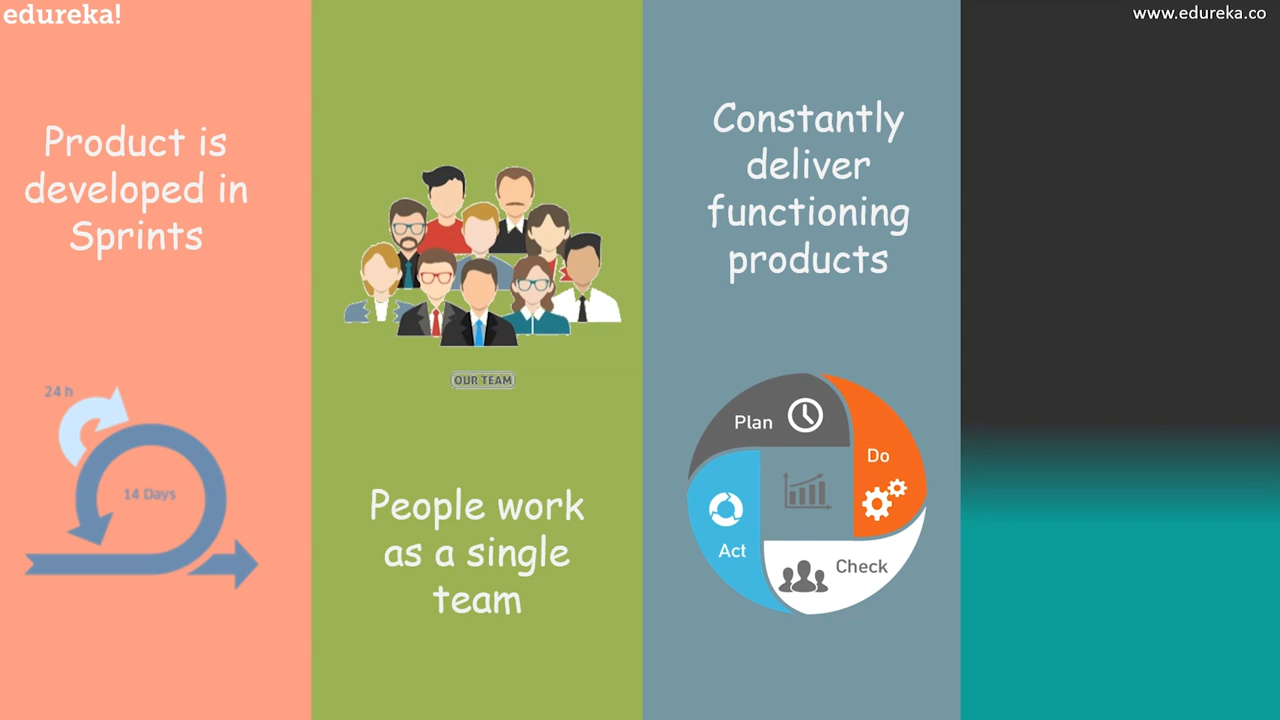 edureka!
www.edureka.co
Product is
developed in
Sprints
24 h
14 Days
OUR TEAM
People work
as a single
team
Constantly
deliver
functioning
products
Plan
Do
Act
Check